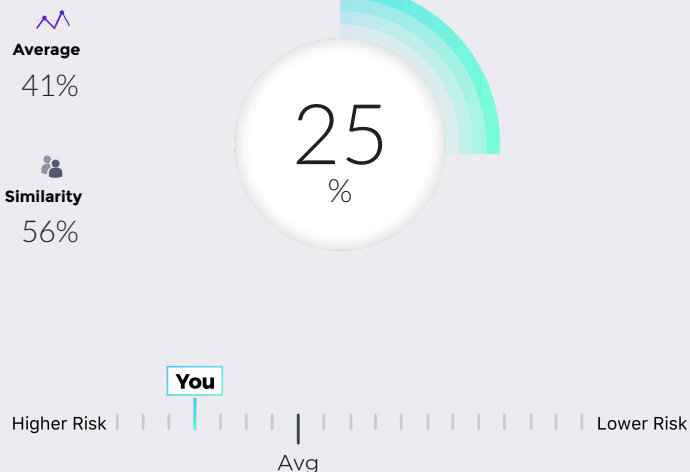 Average
41%
Similarity
56%
25
%
You
Higher Risk
Lower Risk
Avg